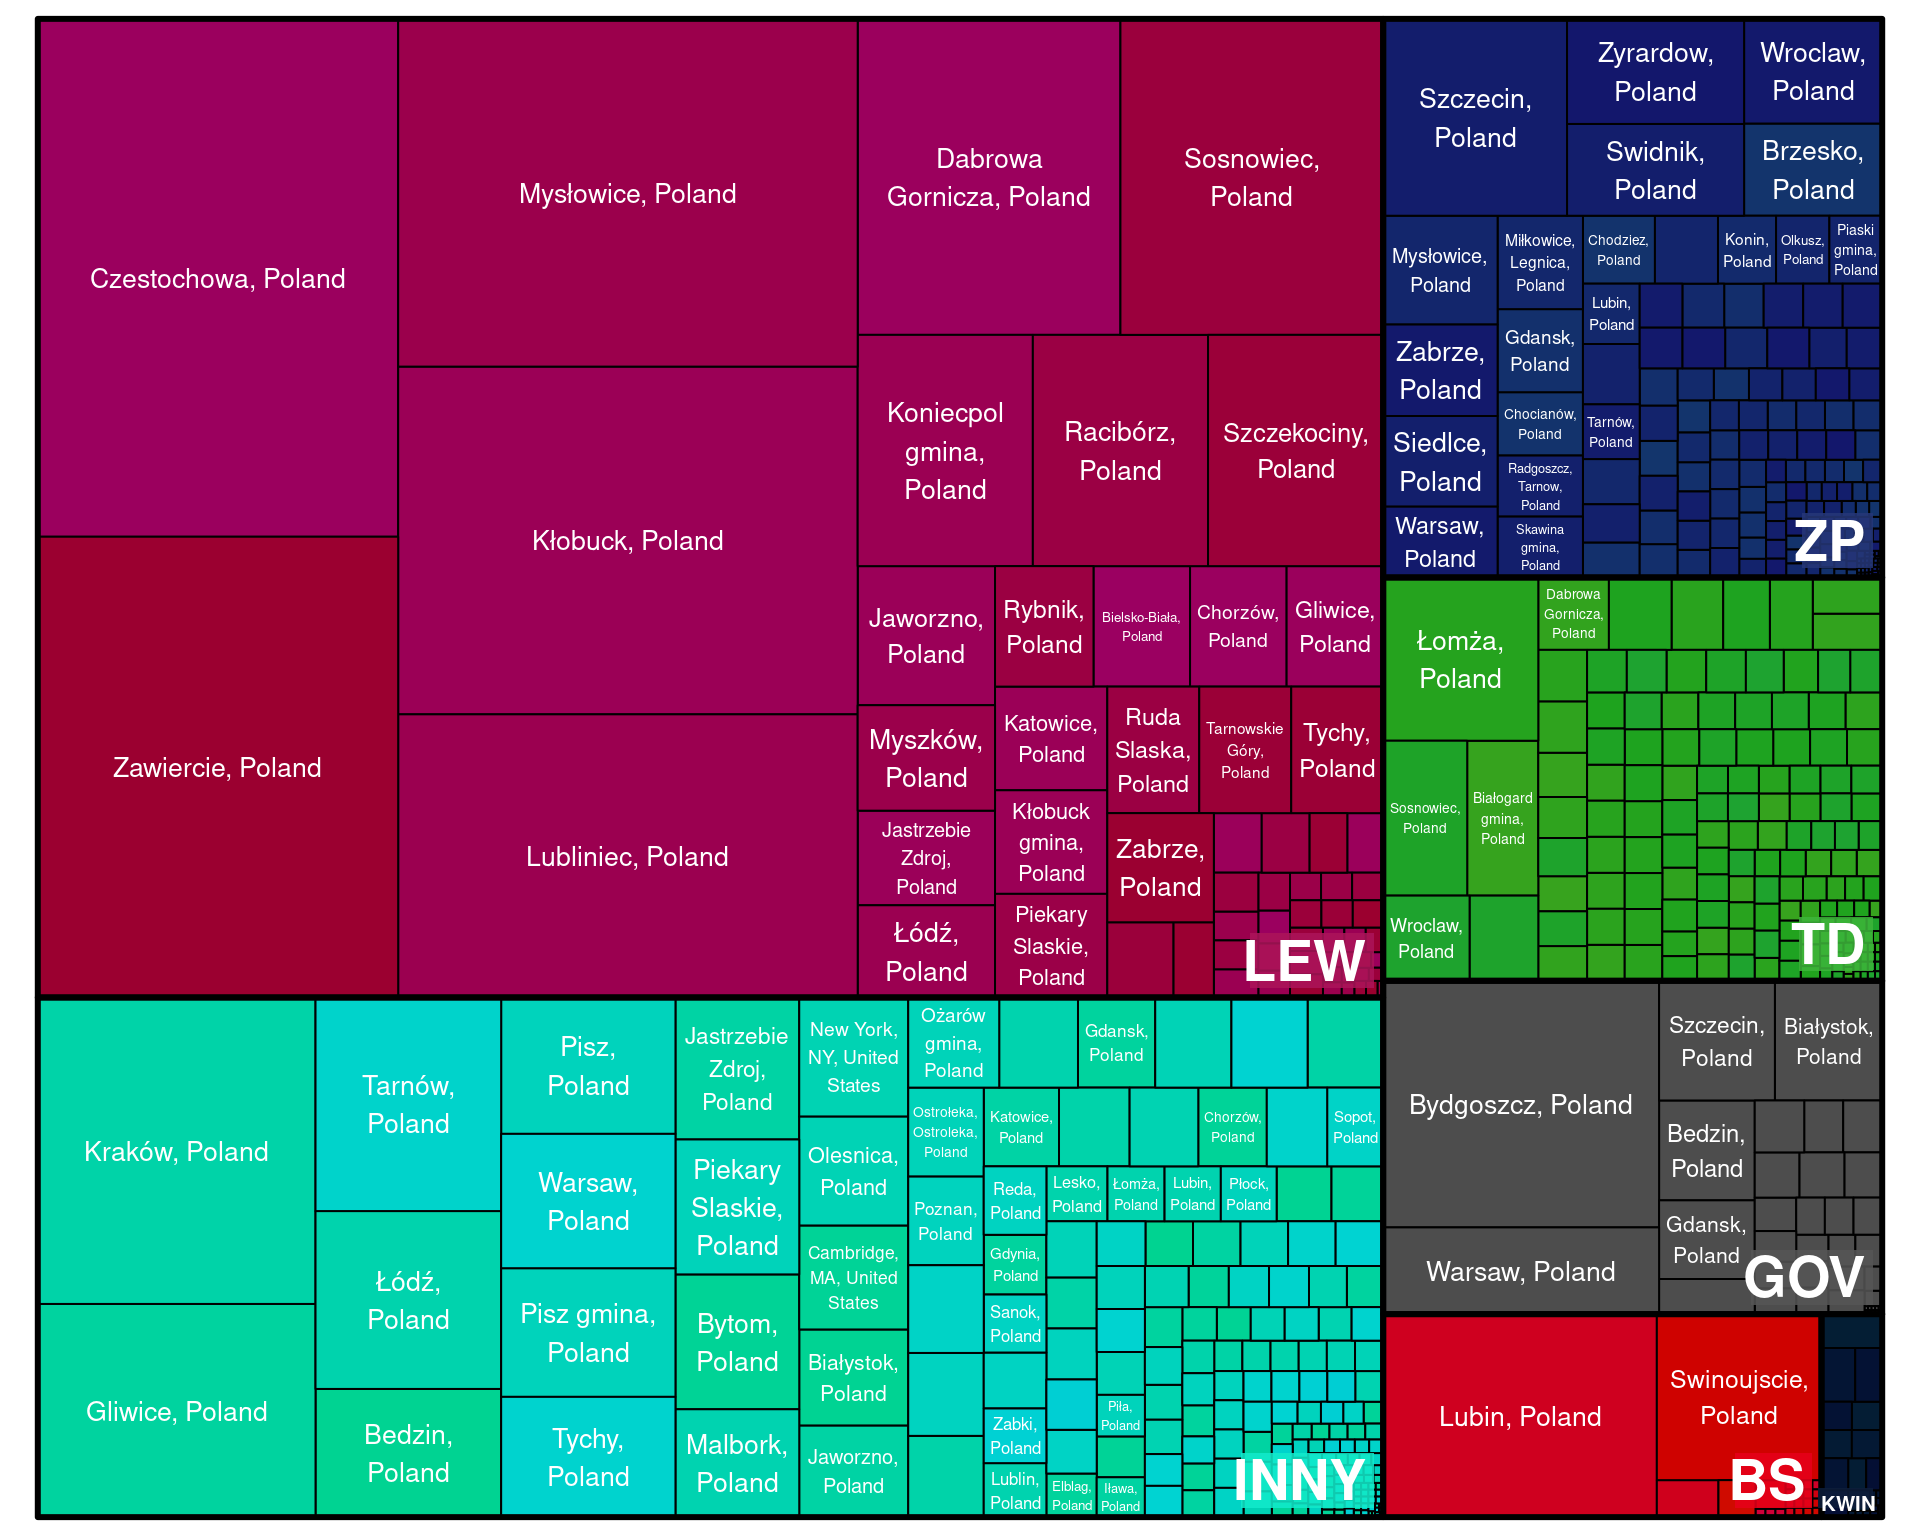 Czestochowa, Poland
Zawiercie, Poland
Mysłowice, Poland
Kłobuck, Poland
Lubliniec, Poland
Dabrowa
Gornicza, Poland
Sosnowiec,
Poland
Koniecpol
gmina,
Poland
Racibórz,
Poland
Szczekociny,
Poland
Jaworzno,
Poland
Myszków,
Poland
Jastrzebie
Zdroj,
Poland
Łódź,
Poland
Rybnik,
Poland
Bielsko-Biała,
Poland
Chorzów,
Poland
Gliwice,
Poland
Katowice,
Poland
Kłobuck
gmina,
Poland
Piekary
Slaskie,
Poland
Ruda
Slaska,
Poland
Tarnowskie
Góry,
Poland
Tychy,
Poland
Zabrze,
Poland
LEW
Szczecin,
Poland
Zyrardow,
Poland
Wroclaw,
Poland
Swidnik,
Poland
Brzesko,
Poland
Mysłowice,
Poland
Zabrze,
Poland
Siedlce,
Poland
Warsaw,
Poland
Miłkowice,
Legnica,
Poland
Gdansk,
Poland
Chocianów,
Poland
Radgoszcz,
Tarnow,
Poland
Skawina
gmina,
Poland
Chodziez,
Poland
Konin,
Poland
Olkusz,
Poland
Piaski
gmina,
Poland
Lubin,
Poland
Tarnów,
Poland
ZP
Łomża,
Poland
Dabrowa
Gornicza,
Poland
Sosnowiec,
Poland
Białogard
gmina,
Poland
Wroclaw,
Poland
TD
Kraków, Poland
Gliwice, Poland
Tarnów,
Poland
Łódź,
Poland
Bedzin,
Poland
Pisz,
Poland
Warsaw,
Poland
Pisz gmina,
Poland
Tychy,
Poland
Jastrzebie
Zdroj,
Poland
Piekary
Slaskie,
Poland
Bytom,
Poland
Malbork,
Poland
New York,
NY, United
States
Olesnica,
Poland
Cambridge,
MA, United
States
Białystok,
Poland
Jaworzno,
Poland
Ożarów
gmina,
Poland
Gdansk,
Poland
Ostrołeka,
Ostroleka,
Poland
Katowice,
Poland
Chorzów,
Poland
Sopot,
Poland
Poznan,
Poland
Reda,
Poland
Lesko,
Poland
Łomża,
Poland
Lubin,
Poland
Płock,
Poland
Gdynia,
Poland
Sanok,
Poland
Zabki,
Poland
Lublin,
Poland
Piła,
Poland
Elblag,
Poland
Iława,
Poland
INNY
Bydgoszcz, Poland
Warsaw, Poland
Szczecin,
Poland
Białystok,
Poland
Bedzin,
Poland
Gdansk,
Poland
GOV
Lubin, Poland
Swinoujscie,
Poland
BS
KWIN